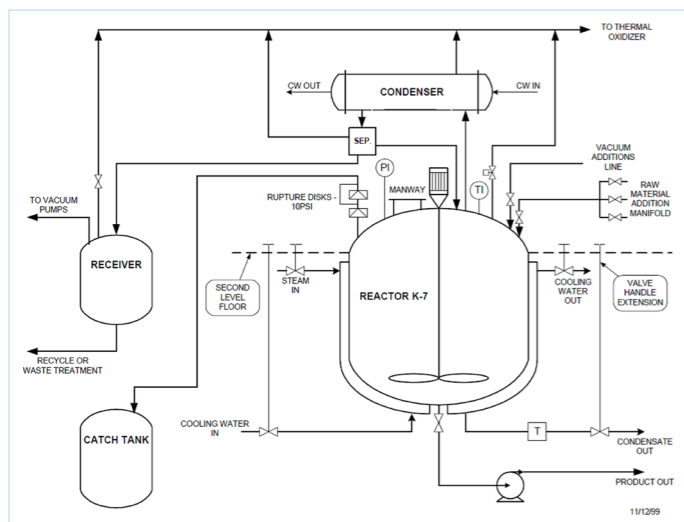 TO THERMAL
OXIDIZER
CW OUT
CONDENSER
CW IN
SEP.
PI
MANWAY
TI
VACUUM
ADDITIONS
LINE
RAW
MATERIAL
ADDITION
MANIFOLD
RUPTURE DISKS -
10PSI
TO VACUUM
PUMPS
RECEIVER
SECOND
LEVEL
FLOOR
STEAM
IN
REACTOR K-7
COOLING
WATER
OUT
VALVE
HANDLE
EXTENSION
RECYCLE OR
WASTE TREATMENT
CATCH TANK
COOLING WATER
IN
T
CONDENSATE
OUT
PRODUCT OUT
11/12/99